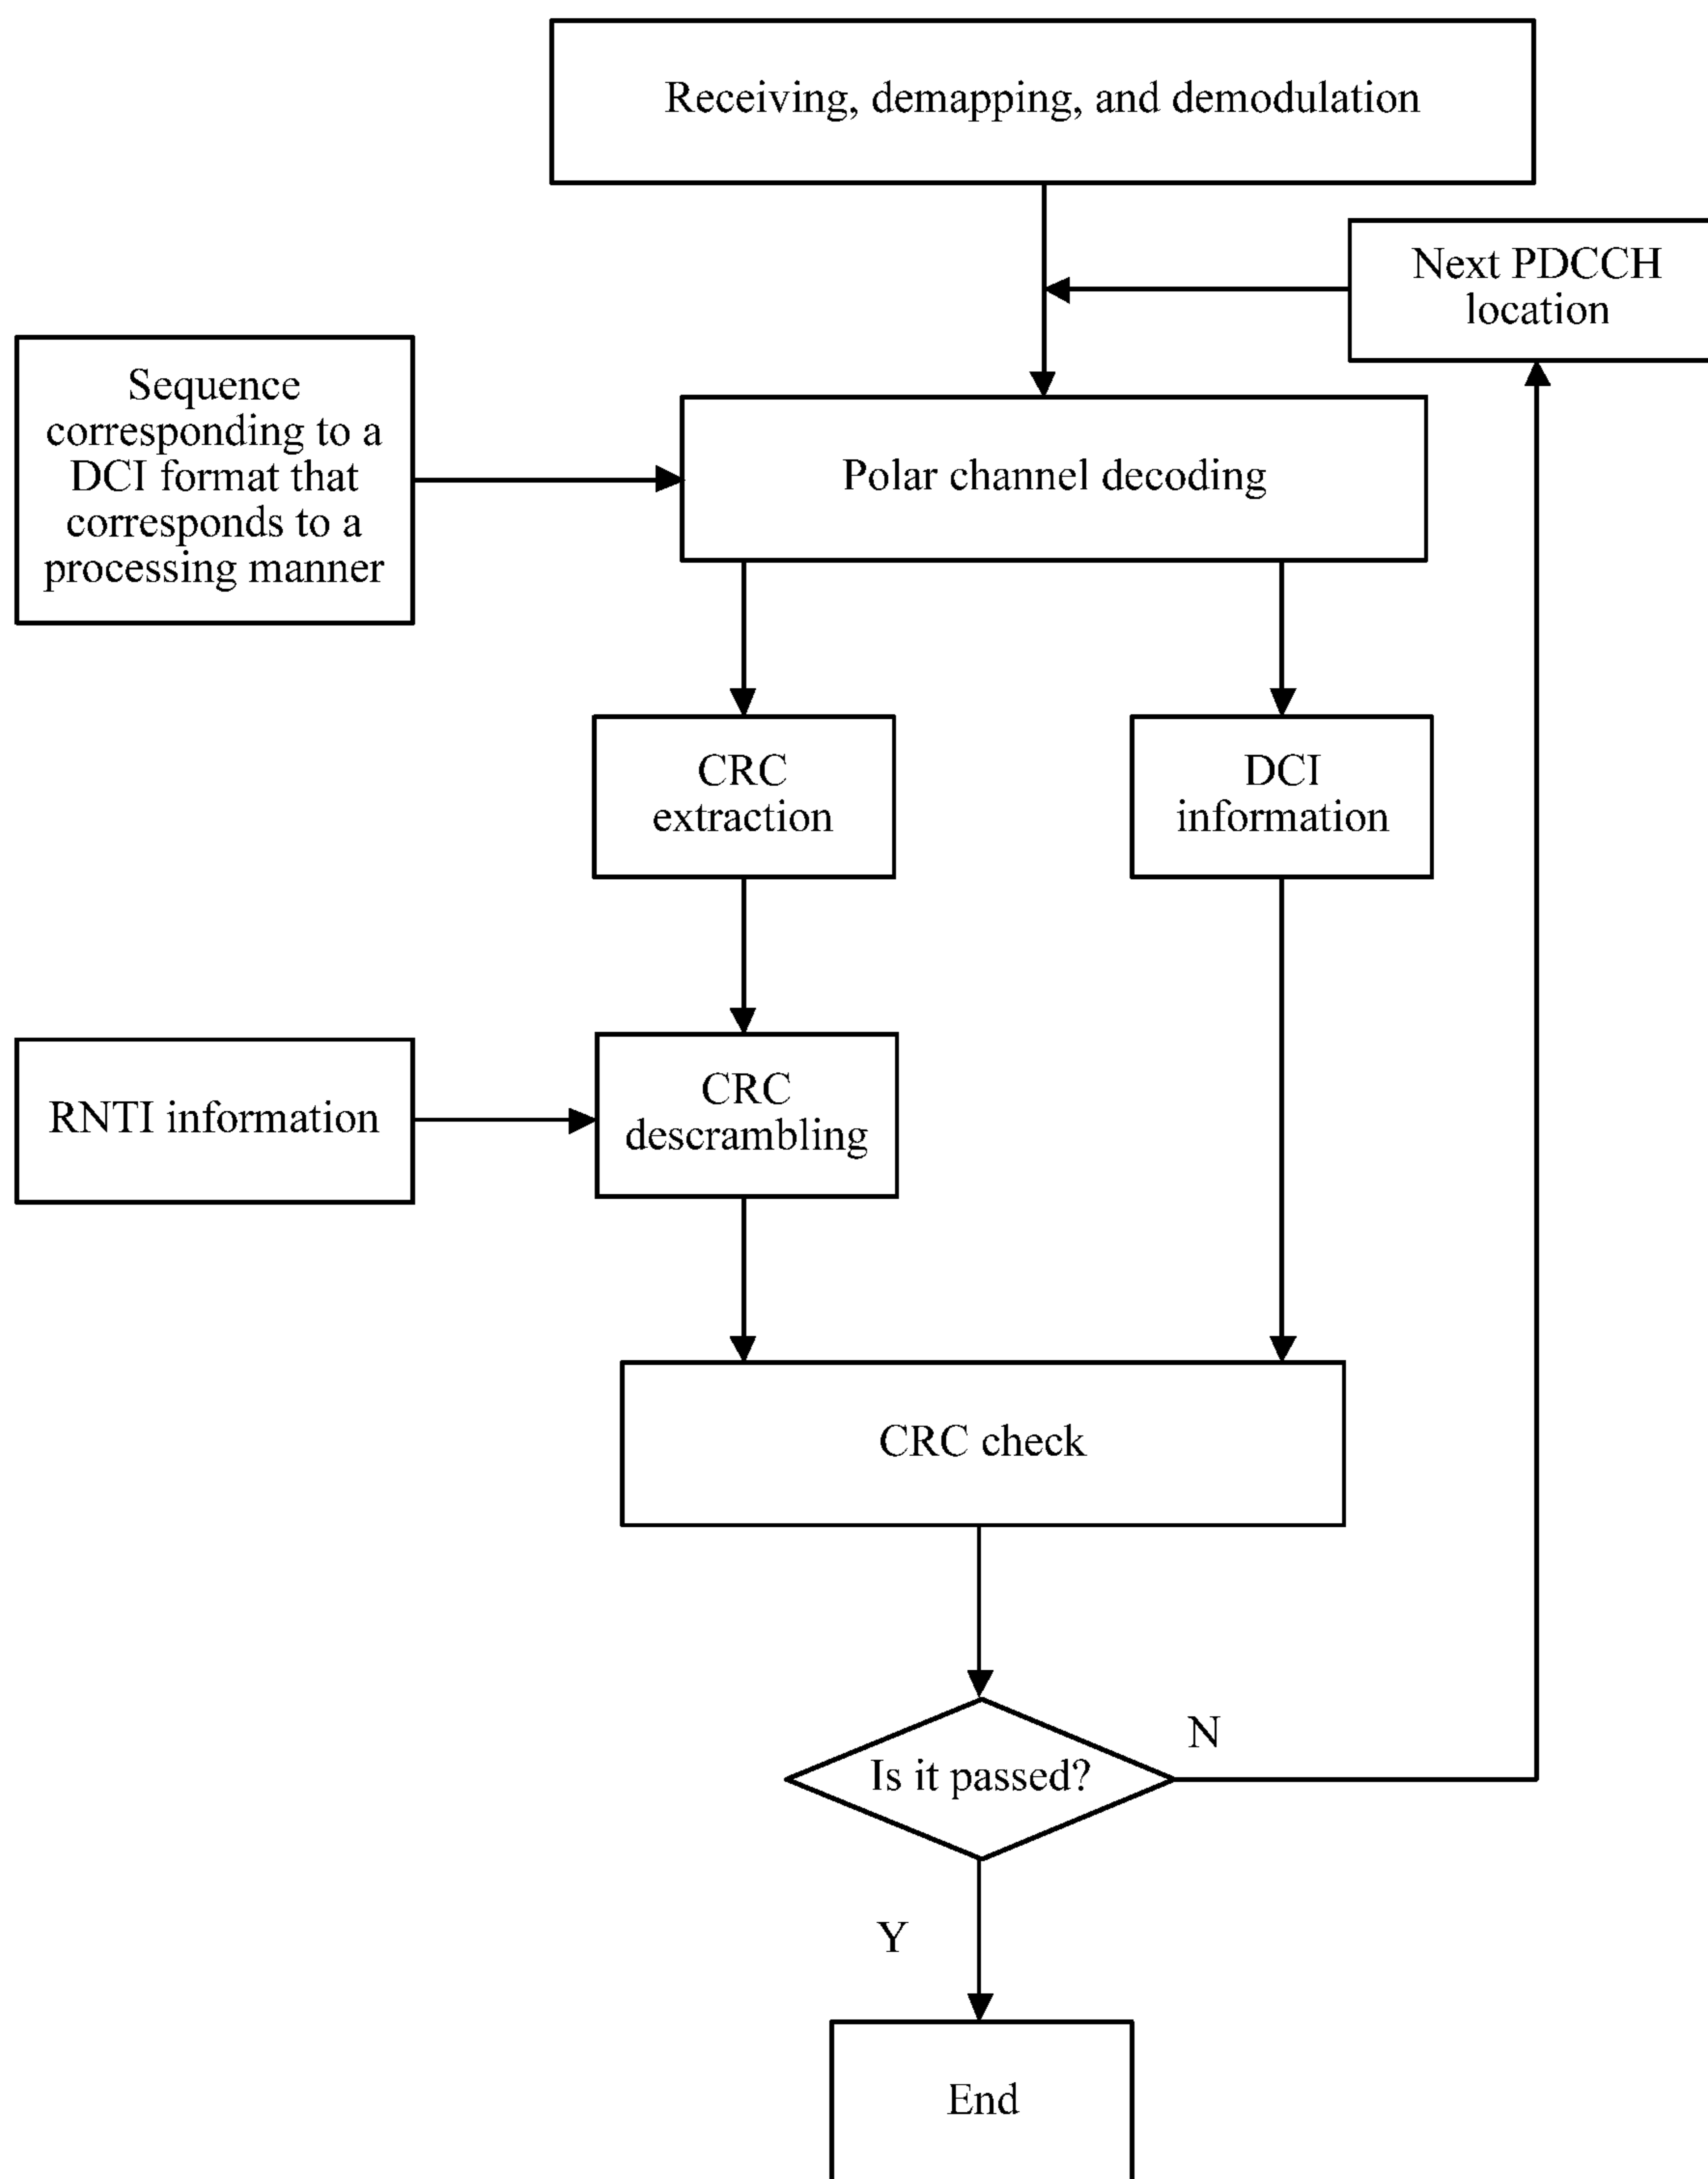 Receiving, demapping, and demodulation
Next PDCCH
location
Sequence
corresponding to a
DCI format that
corresponds to a
processing manner
Polar channel decoding
CRC
extraction
DCI
information
RNTI information
CRC
descrambling
CRC check
Is it passed?
N
Y
End